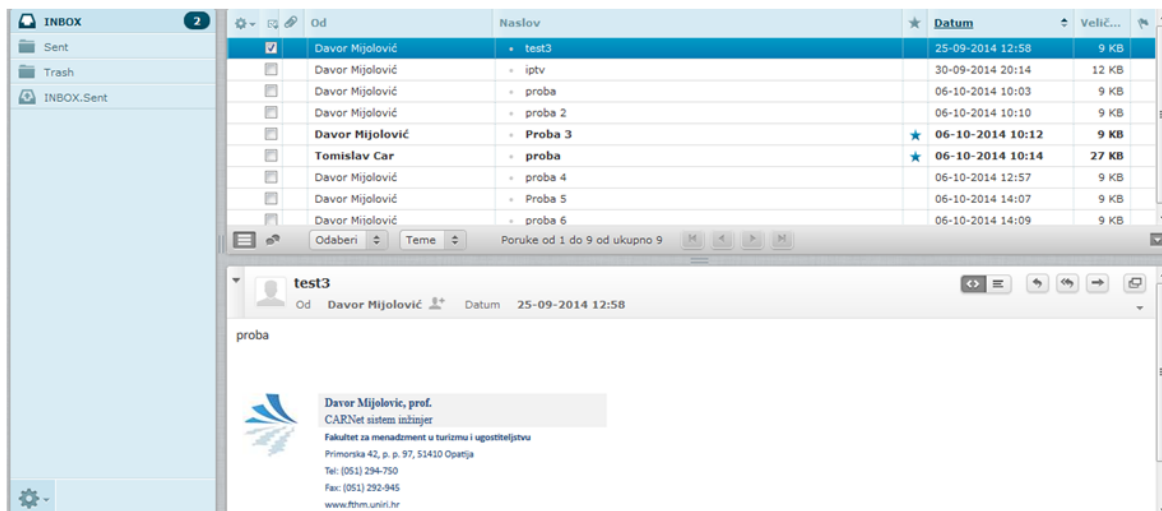 INBOX 2
Sent
Trash
INBOX.Sent
Od Naslov Datum Velič...
Davor Mijolović test3 25-09-2014 12:58 9 KB
Davor Mijolović iptv 30-09-2014 20:14 12 KB
Davor Mijolović proba 06-10-2014 10:03 9 KB
Davor Mijolović proba 2 06-10-2014 10:10 9 KB
Davor Mijolović Proba 3 06-10-2014 10:12 9 KB
Tomislav Car proba 06-10-2014 10:14 27 KB
Davor Mijolović proba 4 06-10-2014 12:57 9 KB
Davor Mijolović Proba 5 06-10-2014 14:07 9 KB
Davor Mijolović proba 6 06-10-2014 14:09 9 KB
Odaberi Teme Poruke od 1 do 9 od ukupno 9
test3
Od Davor Mijolović Datum 25-09-2014 12:58
proba
Davor Mijolovic, prof.
CARNet sistem inžinjer
Fakultet za menadzment u turizmu i ugostiteljstvu
Primorska 42, p. p. 97, 51410 Opatija
Tel: (051) 294-750
Fax: (051) 292-945
www.fthm.uniri.hr